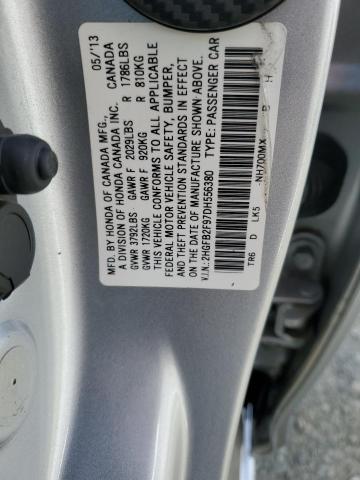 MFD. BY HONDA OF CANADA MFG., CANADA 05/'13
A DIVISION OF HONDA CANADA INC.
GVWR 3792LBS GAWR F 2029LBS R 1786LBS
GVWR 1720KG GAWR F 920KG R 810KG
THIS VEHICLE CONFORMS TO ALL APPLICABLE
FEDERAL MOTOR VEHICLE SAFETY, BUMPER,
AND THEFT PREVENTION STANDARDS IN EFFECT
ON THE DATE OF MANUFACTURE SHOWN ABOVE.
V.I.N.: 2HGFB2F97DH556380 TYPE: PASSENGER CAR
TR6 D LK5 NH700MX B H